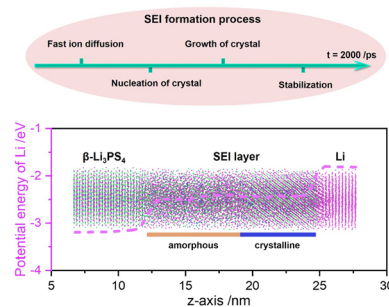 SEI formation process
Fast ion diffusion
Growth of crystal
t = 2000 /ps
Nucleation of crystal
Stabilization
Potential energy of Li /eV
-1
-2
-3
-4
β-Li₃PS₄
SEI layer
Li
amorphous
crystalline
5
10
15
20
25
30
z-axis /nm